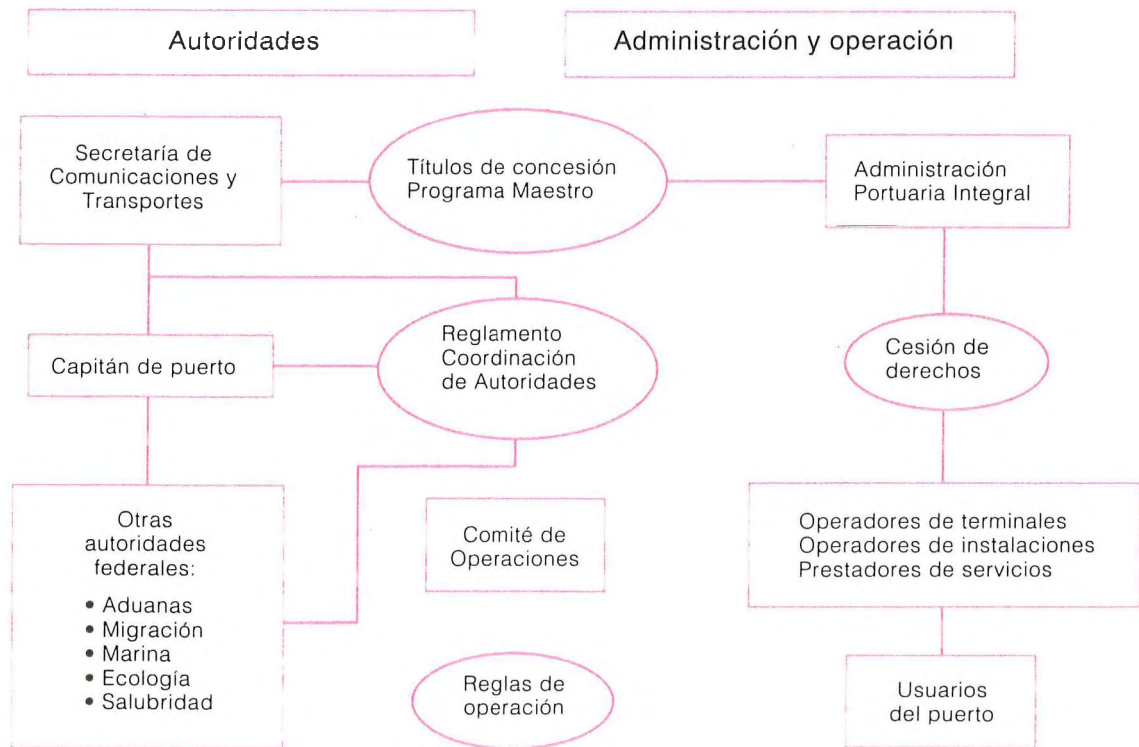 Autoridades
Administración y operación
Secretaría de
Comunicaciones y
Transportes
Títulos de concesión
Programa Maestro
Administración
Portuaria Integral
Capitán de puerto
Reglamento
Coordinación
de Autoridades
Cesión de
derechos
Otras
autoridades
federales:
• Aduanas
• Migración
• Marina
• Ecología
• Salubridad
Comité de
Operaciones
Operadores de terminales
Operadores de instalaciones
Prestadores de servicios
Reglas de
operación
Usuarios
del puerto